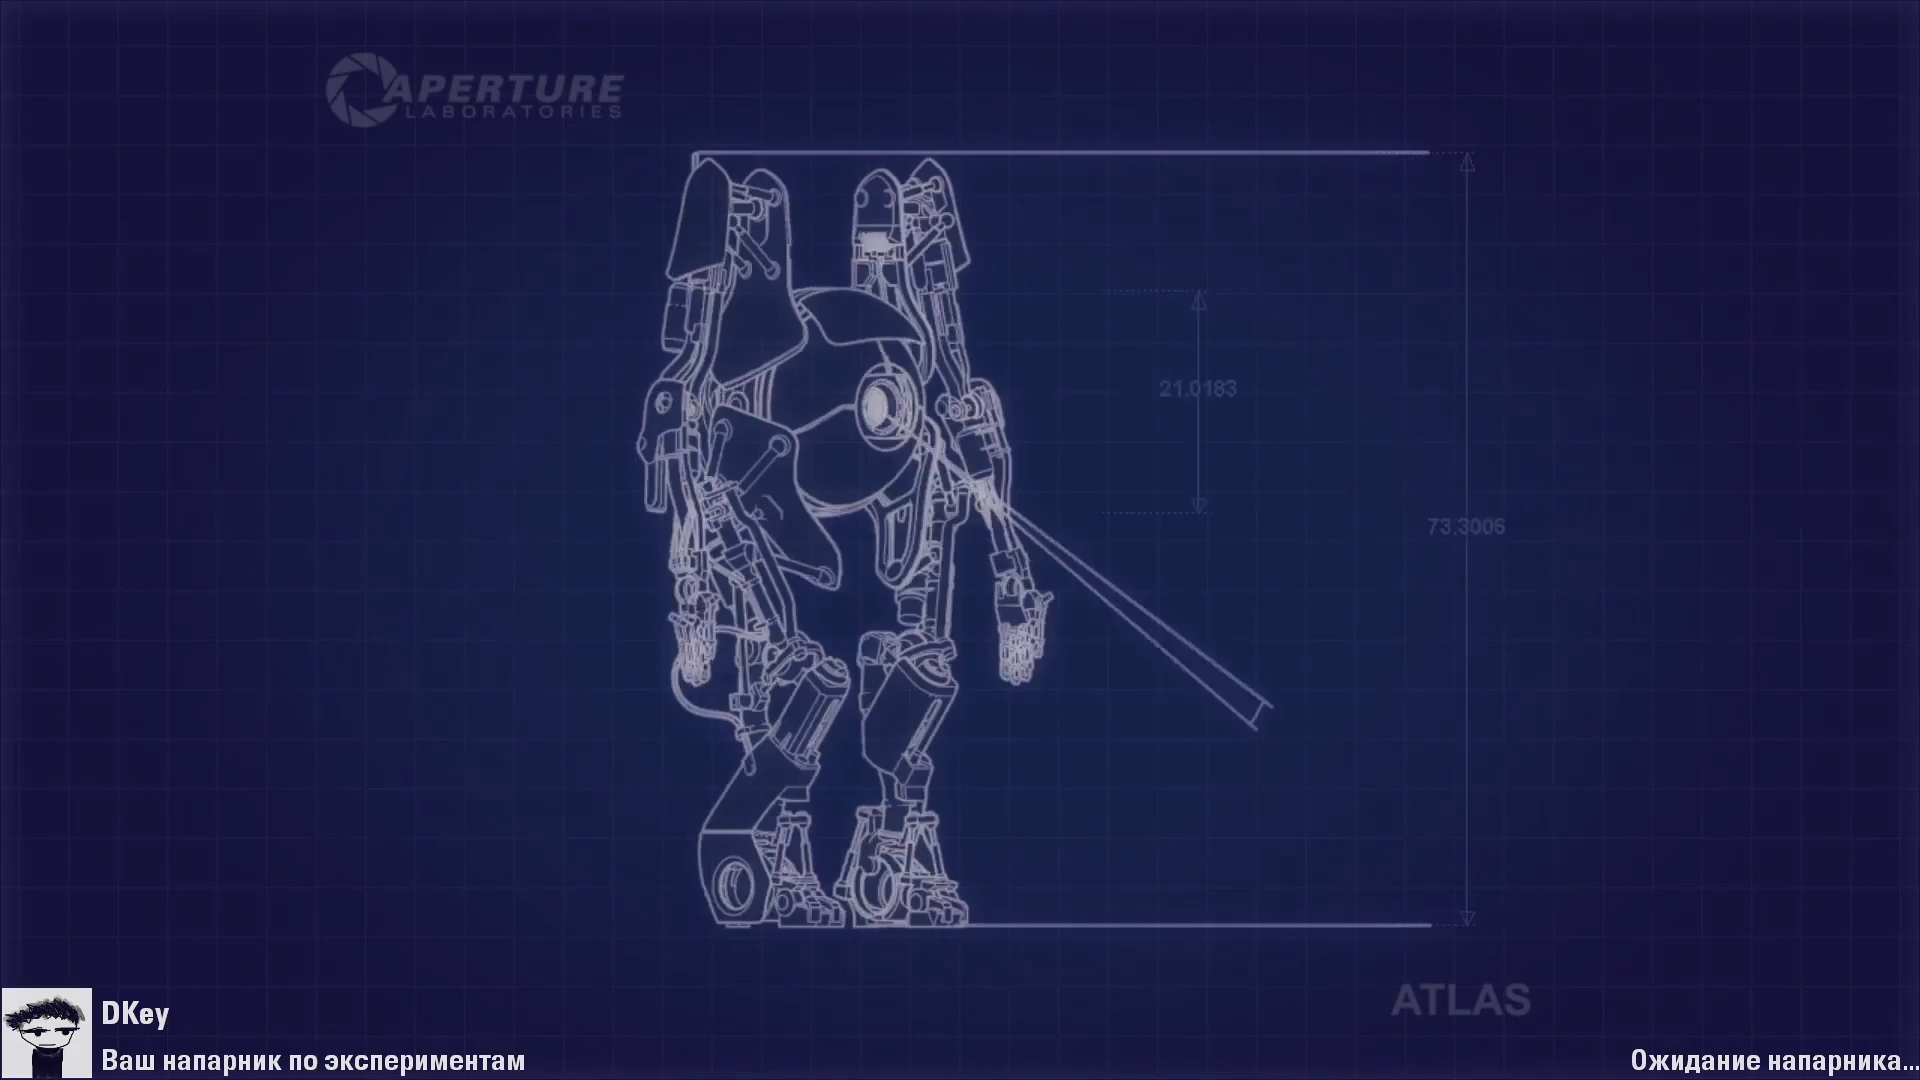 APERTURE
LABORATORIES
21.0183
73.3006
ATLAS
DKey
Ваш напарник по экспериментам
Ожидание напарника...